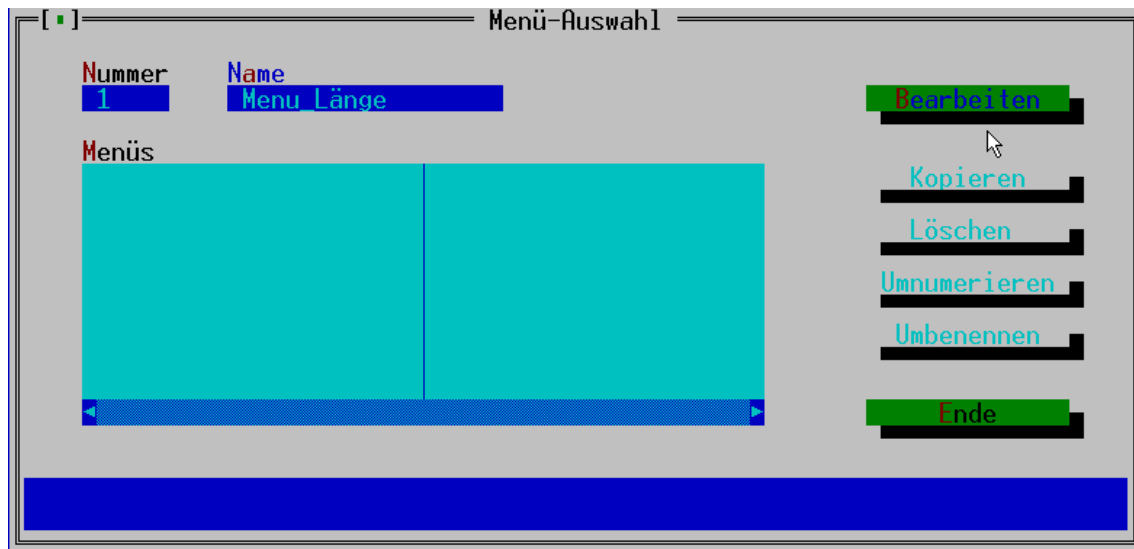 Menü-Auswahl
Nummer Name
1 Menu_Länge
Bearbeiten
Menüs
Kopieren
Löschen
Umnumerieren
Umbenennen
Ende